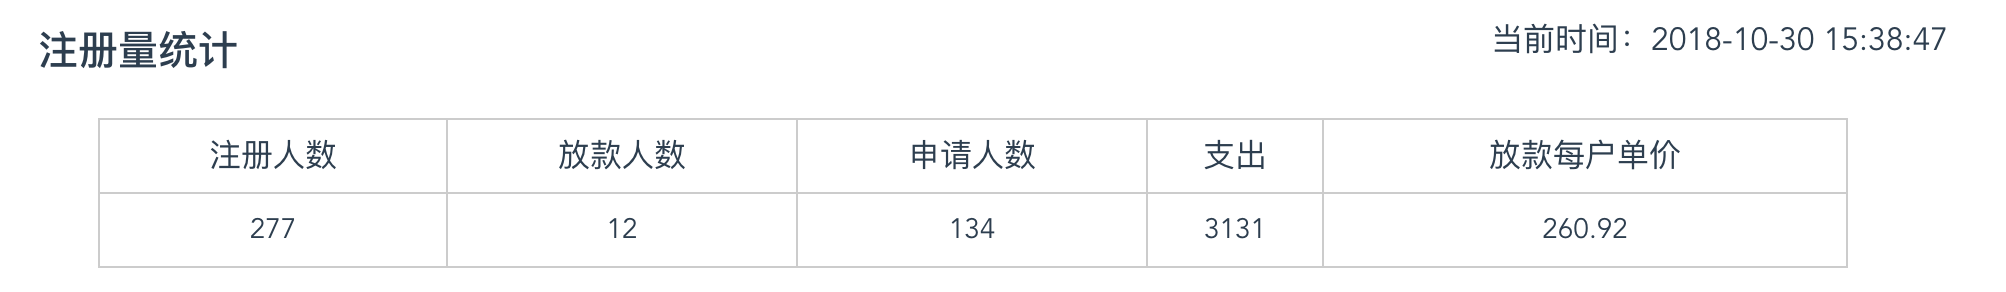 注册量统计
当前时间：2018-10-30 15:38:47
注册人数 放款人数 申请人数 支出 放款每户单价
277 12 134 3131 260.92